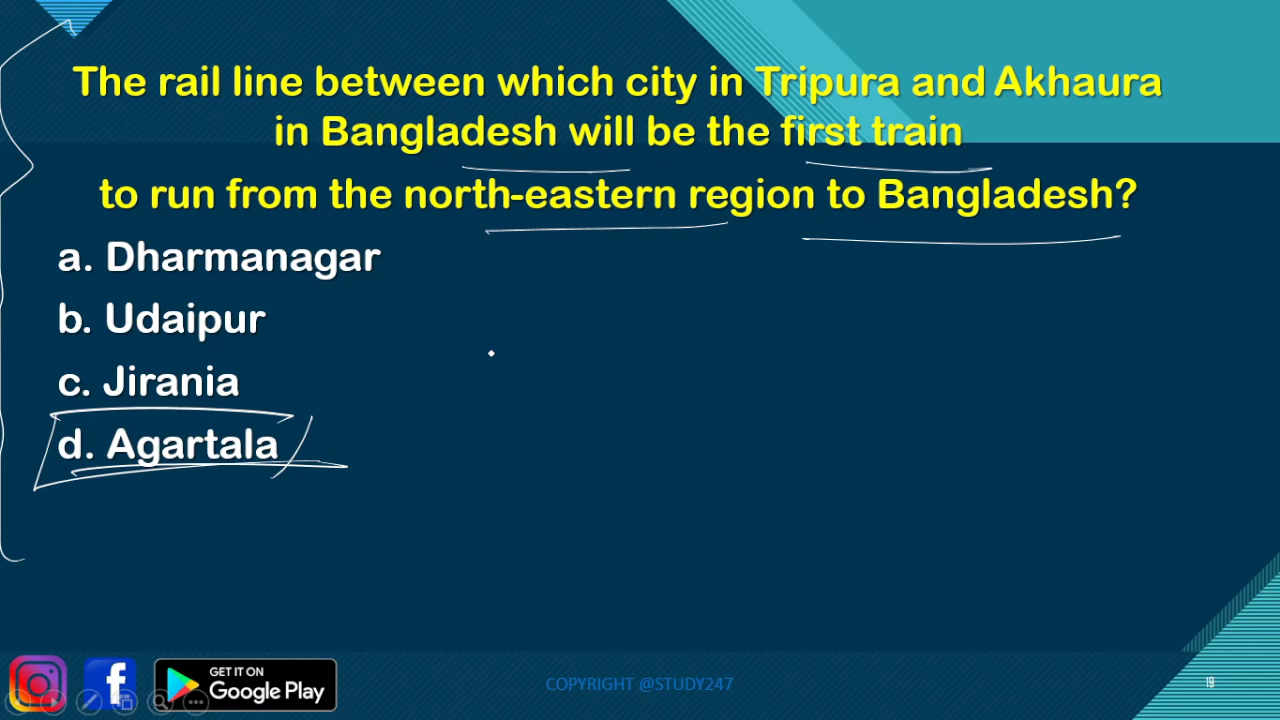 The rail line between which city in Tripura and Akhaura
in Bangladesh will be the first train
to run from the north-eastern region to Bangladesh?
a. Dharmanagar
b. Udaipur
c. Jirania
d. Agartala
GET IT ON
Google Play
COPYRIGHT @STUDY247
19